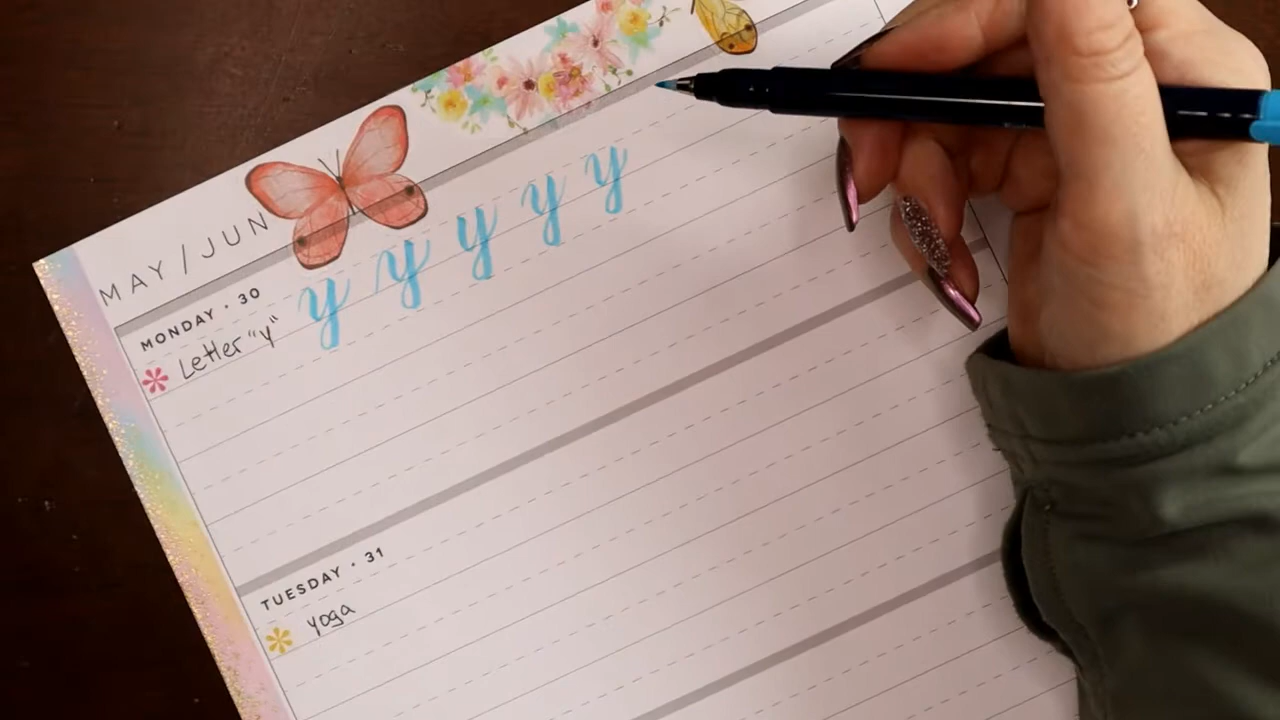 MAY/JUN
MONDAY · 30
Letter "y" y y y y y
TUESDAY · 31
yoga